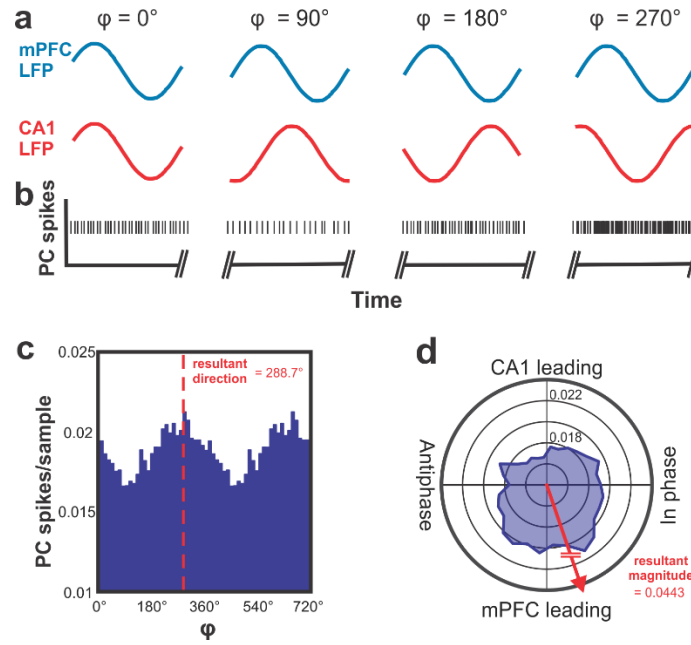 a
φ = 0°
φ = 90°
φ = 180°
φ = 270°
mPFC
LFP
CA1
LFP
b
PC spikes
Time
c
0.025
0.02
0.015
0.01
PC spikes/sample
resultant
direction = 288.7°
0°
180°
360°
540°
720°
φ
d
CA1 leading
0.022
0.018
Antiphase
In phase
mPFC leading
resultant
magnitude
= 0.0443